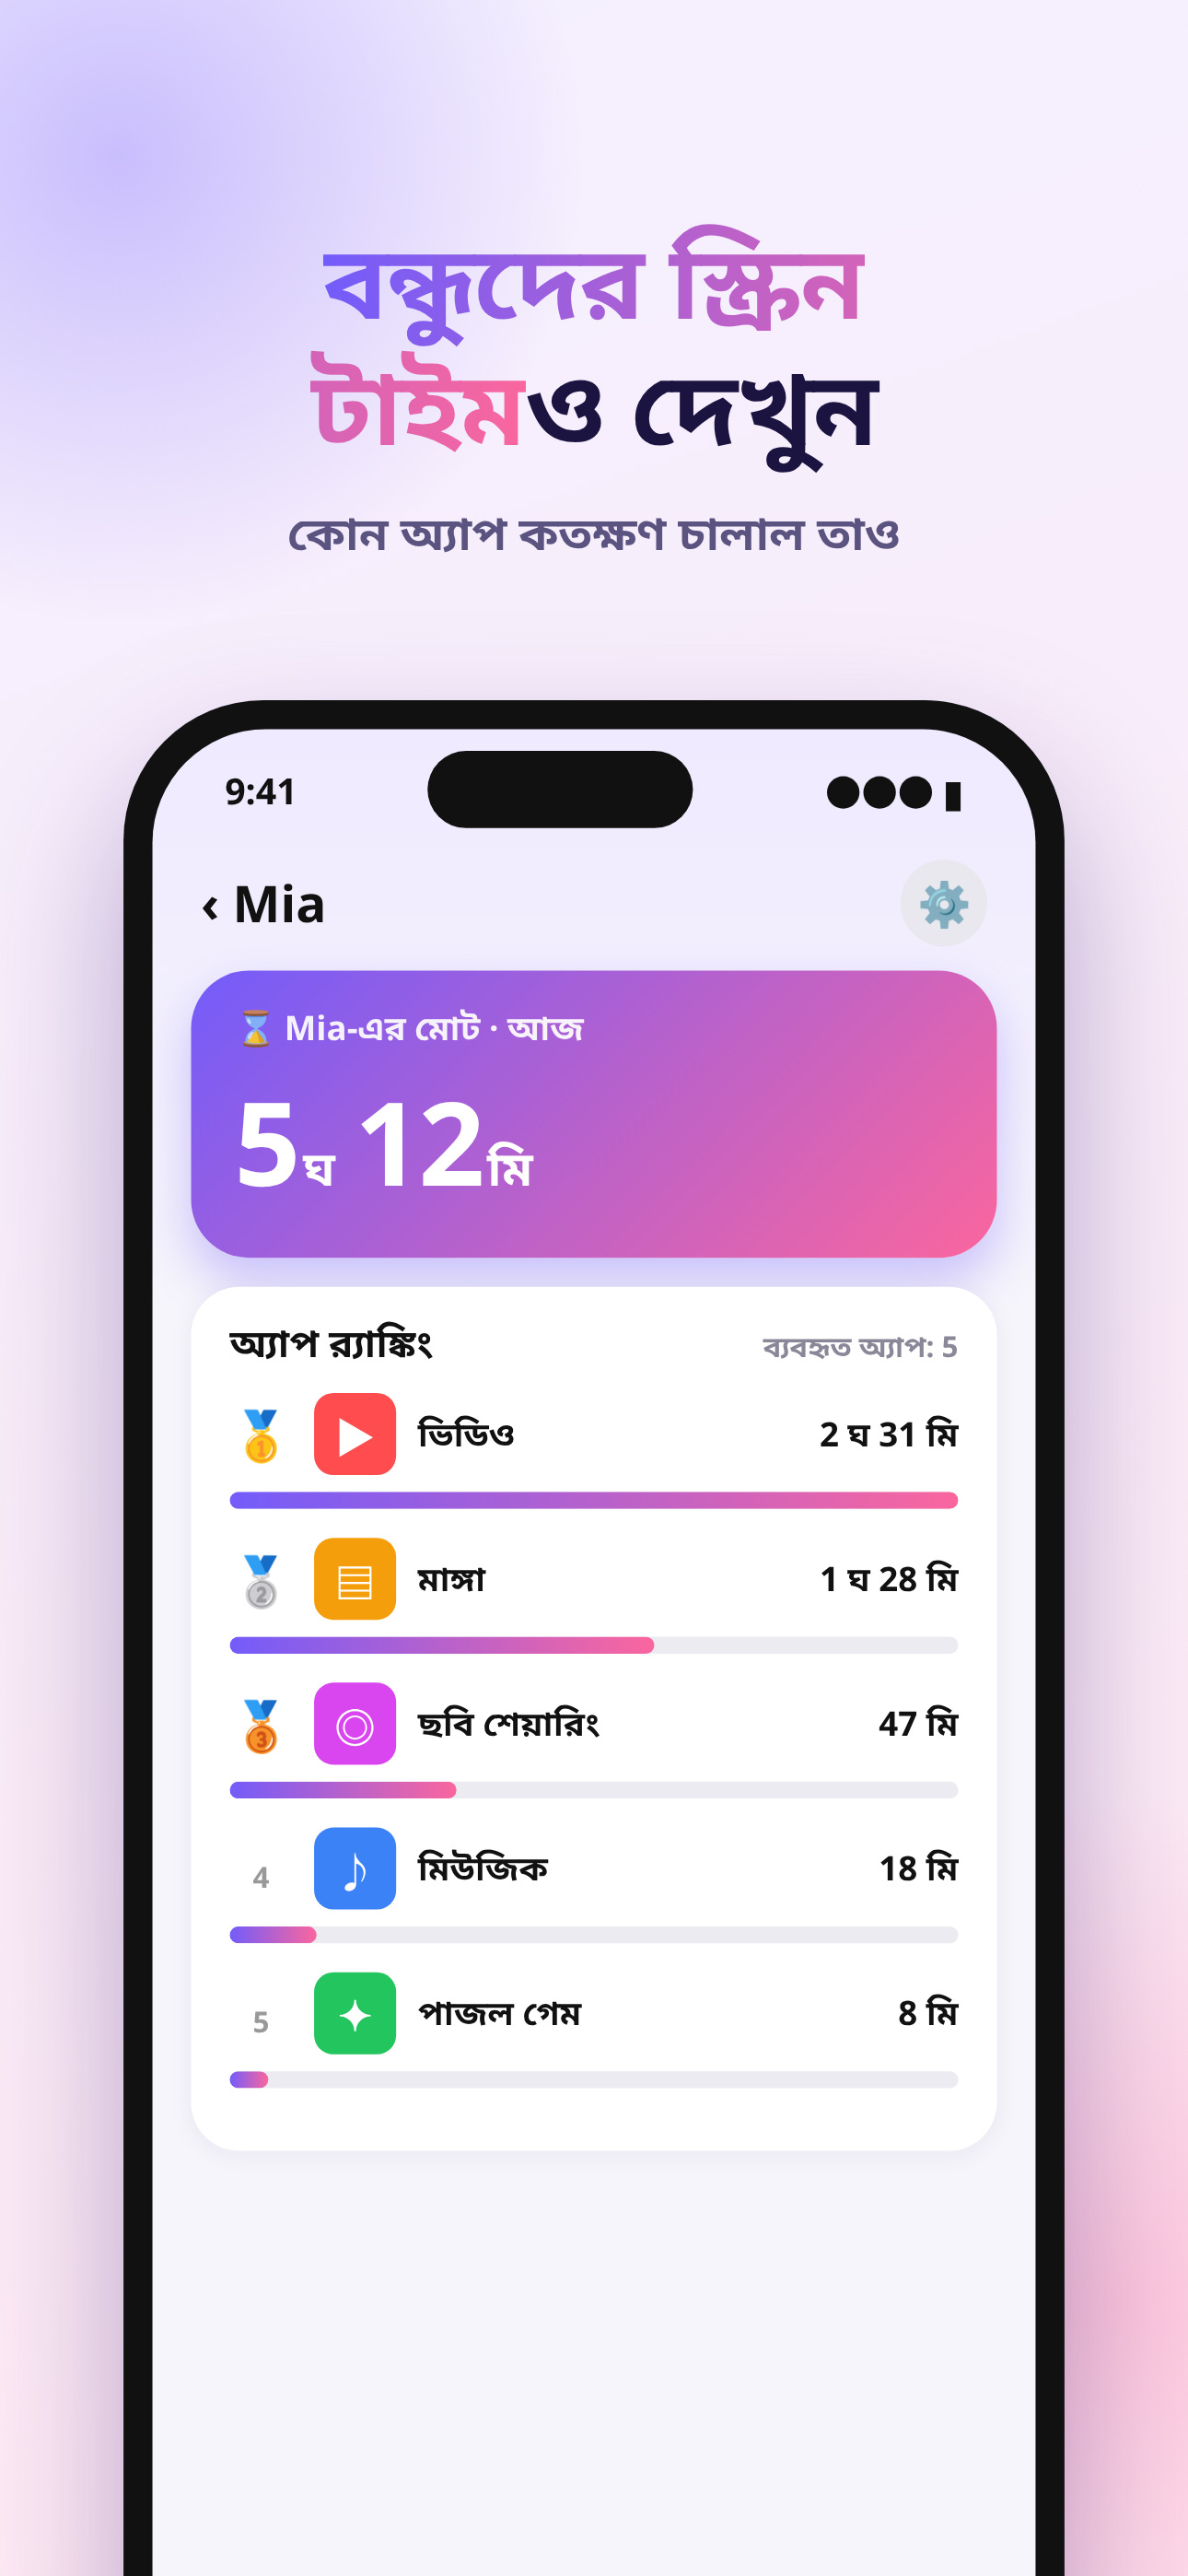 বন্ধুদের স্ক্রিন
টাইমও দেখুন
কোন অ্যাপ কতক্ষণ চালাল তাও
9:41
‹ Mia
⌛ Mia-এর মোট · আজ
5ঘ 12মি
অ্যাপ র‍্যাঙ্কিং
ব্যবহৃত অ্যাপ: 5
🥇 ভিডিও 2 ঘ 31 মি
🥈 মাঙ্গা 1 ঘ 28 মি
🥉 ছবি শেয়ারিং 47 মি
4 মিউজিক 18 মি
5 পাজল গেম 8 মি